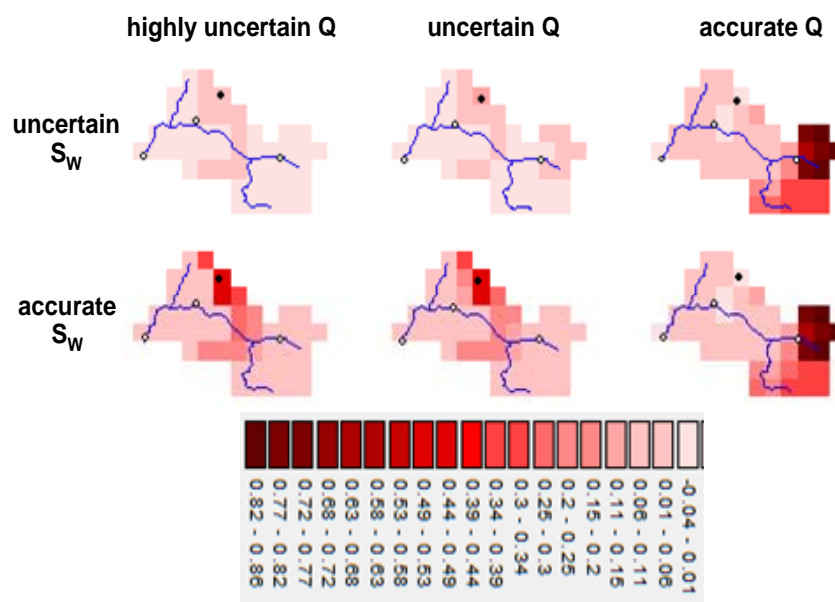 highly uncertain Q uncertain Q accurate Q
uncertain
S_W
accurate
S_W
0.82 - 0.86
0.77 - 0.82
0.72 - 0.77
0.68 - 0.72
0.63 - 0.68
0.58 - 0.63
0.53 - 0.58
0.49 - 0.53
0.44 - 0.49
0.39 - 0.44
0.34 - 0.39
0.3 - 0.34
0.25 - 0.3
0.2 - 0.25
0.15 - 0.2
0.11 - 0.15
0.06 - 0.11
0.01 - 0.06
-0.04 - 0.01